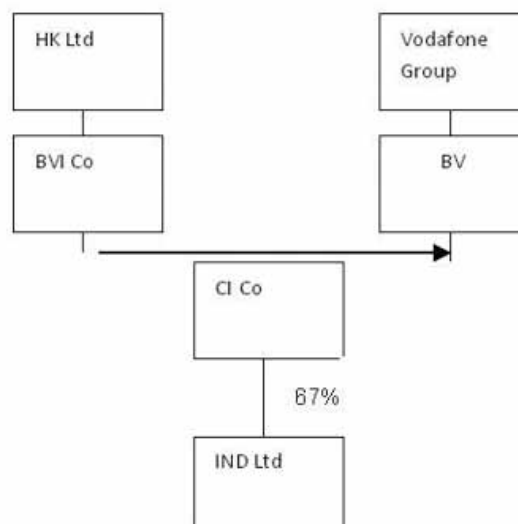 HK Ltd
Vodafone
Group
BVI Co
BV
CI Co
67%
IND Ltd